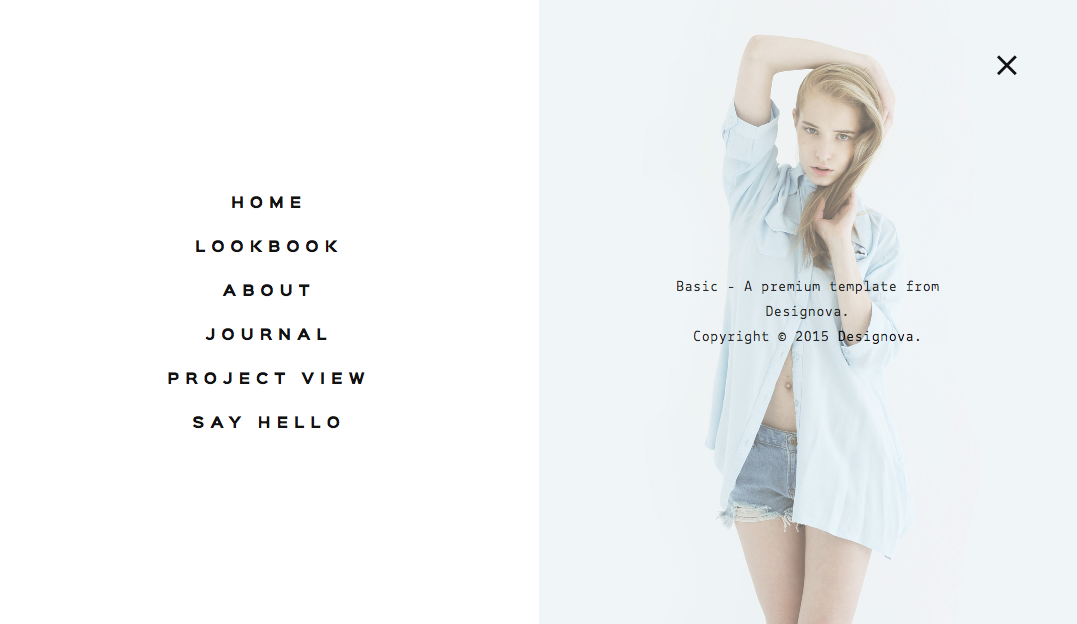 HOME
LOOKBOOK
ABOUT
JOURNAL
PROJECT VIEW
SAY HELLO
Basic - A premium template from
Designova.
Copyright © 2015 Designova.